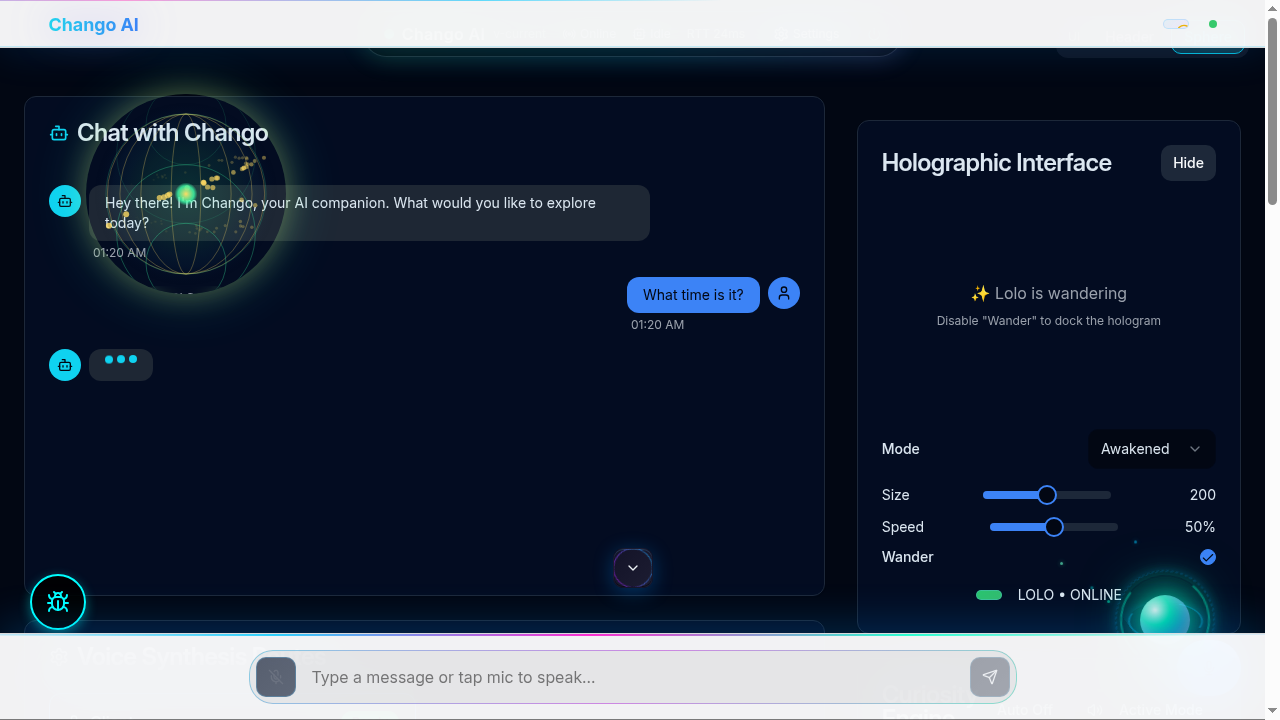 Chango AI
Chat with Chango
Hey there! I'm Chango, your AI companion. What would you like to explore
today?
01:20 AM
What time is it?
01:20 AM
Holographic Interface
Hide
✨ Lolo is wandering
Disable "Wander" to dock the hologram
Mode
Awakened
Size
200
Speed
50%
Wander
LOLO • ONLINE
Voice Synthesis Engine
Type a message or tap mic to speak...
Curiosity
Engine